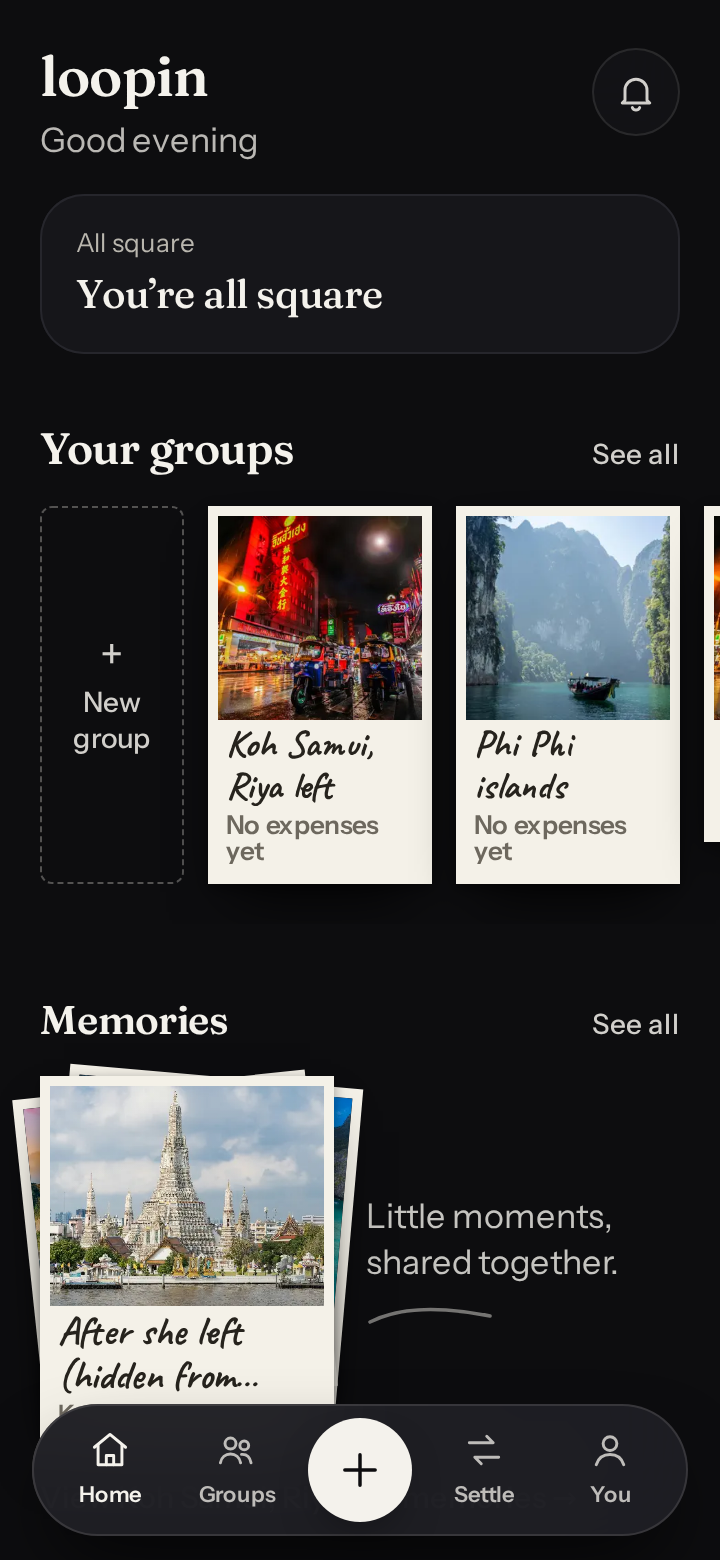 loopin
Good evening
All square
You’re all square
Your groups
See all
+
New
group
Koh Samui,
Riya left
No expenses
yet
Phi Phi
islands
No expenses
yet
Memories
See all
Little moments,
shared together.
After she left
(hidden from...
Home
Groups
Settle
You